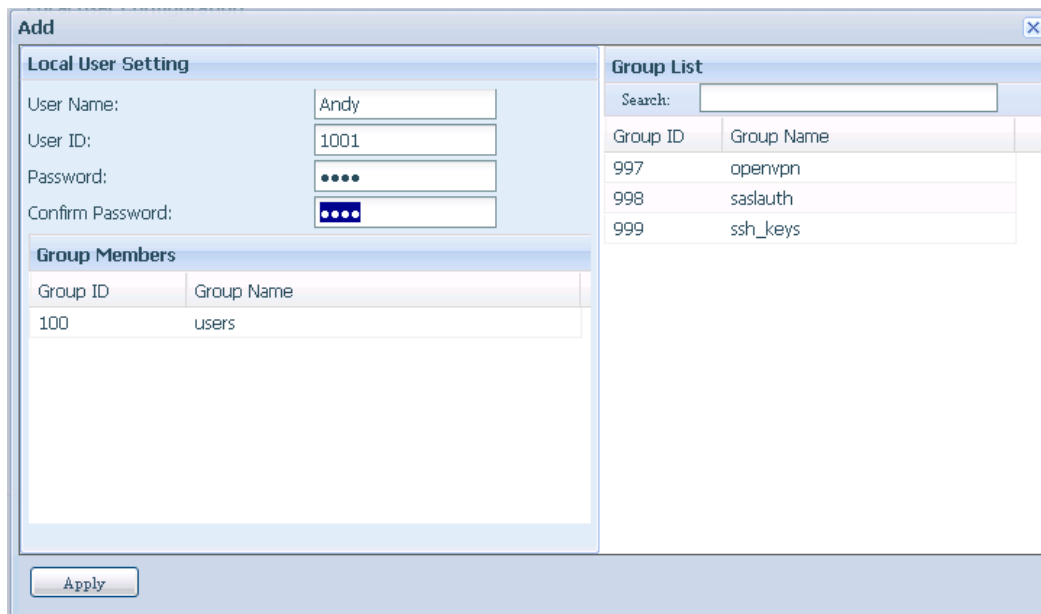 Add
Local User Setting
User Name: Andy
User ID: 1001
Password: ••••
Confirm Password: ••••
Group Members
Group ID Group Name
100 users
Group List
Search:
Group ID Group Name
997 openvpn
998 saslauth
999 ssh_keys
Apply